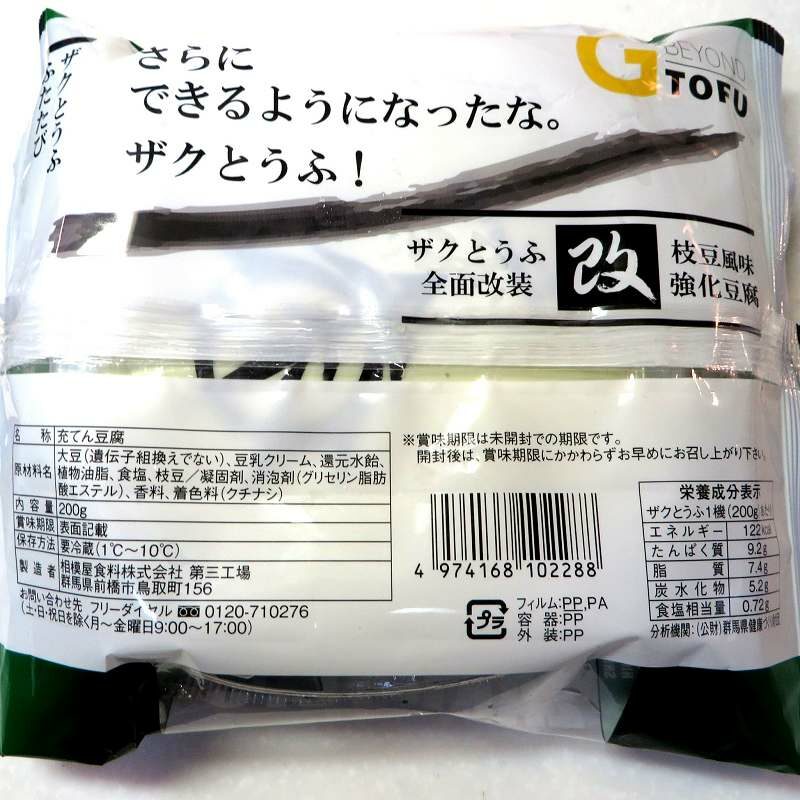 ザクとうふ
ふたたび
さらに
できるようになったな。
ザクとうふ！
G
BEYOND
TOFU
ザクとうふ
全面改装
改
枝豆風味
強化豆腐
名称 充てん豆腐
原材料名 大豆（遺伝子組換えでない）、豆乳クリーム、還元水飴、
植物油脂、食塩、枝豆／凝固剤、消泡剤（グリセリン脂肪
酸エステル）、香料、着色料（クチナシ）
内容量 200g
賞味期限 表面記載
保存方法 要冷蔵（1℃～10℃）
製造者 相模屋食料株式会社 第三工場
群馬県前橋市鳥取町156
お問い合わせ先 フリーダイヤル 0120-710276
（土・日・祝日を除く月～金曜日9:00～17:00）
※賞味期限は未開封での期限です。
開封後は、賞味期限にかかわらずお早めにお召し上がり下さい。
4 974168 102288
プラ
フィルム:PP,PA
容器:PP
外装:PP
栄養成分表示
ザクとうふ1機（200g
エネルギー 122kcal
たんぱく質 9.2g
脂質 7.4g
炭水化物 5.2g
食塩相当量 0.72g
分析機関:（公財）群馬県健康づくり財団